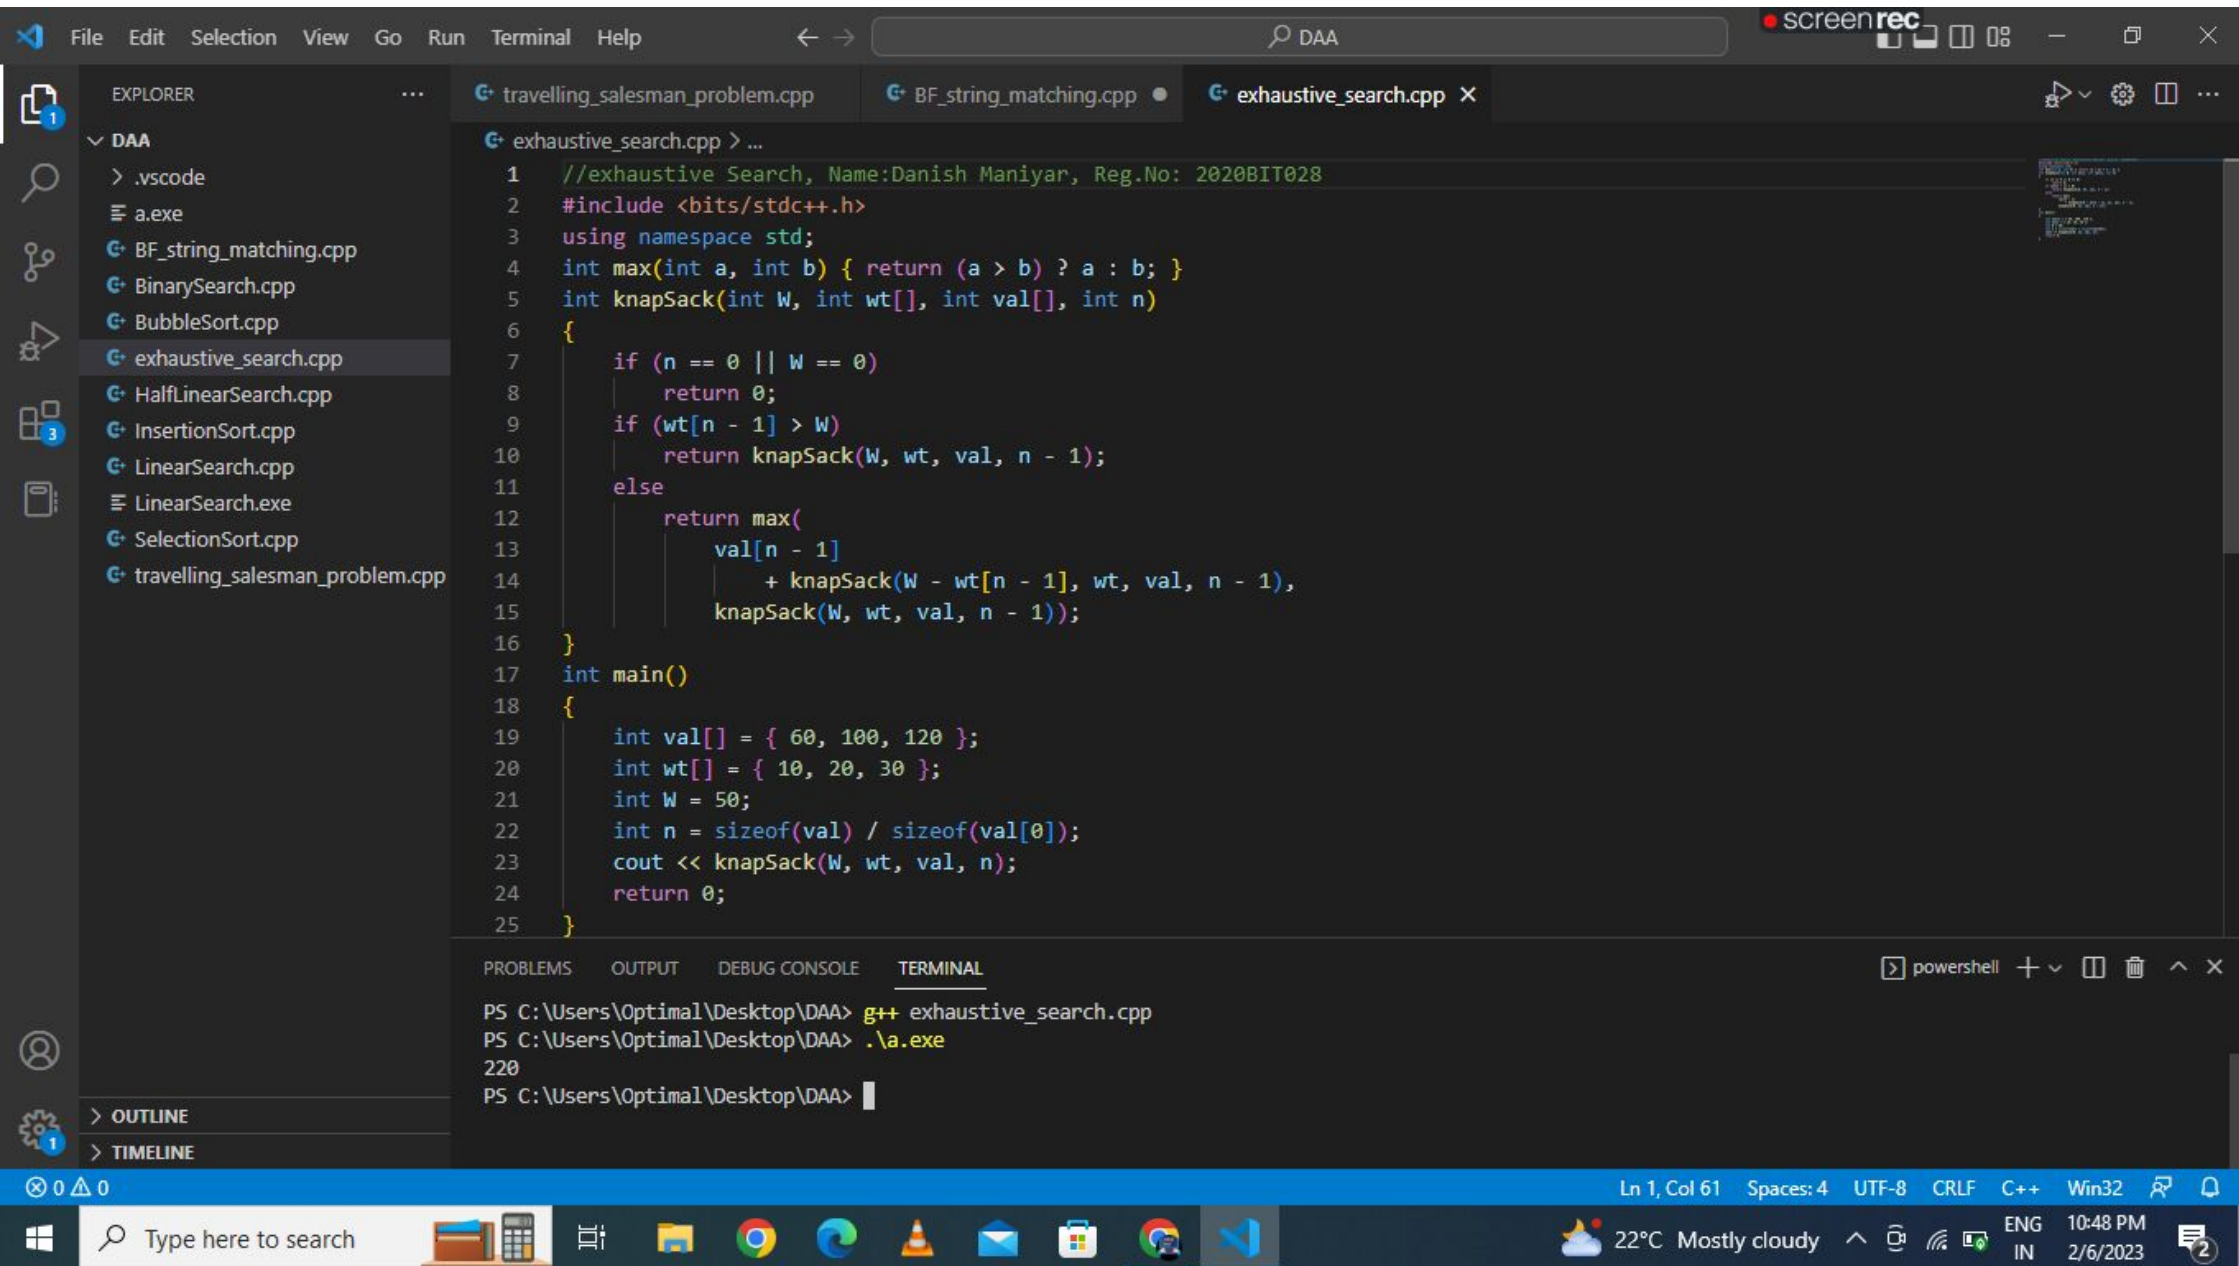 screenrec
File Edit Selection View Go Run Terminal Help
DAA
EXPLORER
DAA
.vscode
a.exe
BF_string_matching.cpp
BinarySearch.cpp
BubbleSort.cpp
exhaustive_search.cpp
HalfLinearSearch.cpp
InsertionSort.cpp
LinearSearch.cpp
LinearSearch.exe
SelectionSort.cpp
travelling_salesman_problem.cpp
OUTLINE
TIMELINE
1
3
1
travelling_salesman_problem.cpp BF_string_matching.cpp exhaustive_search.cpp
exhaustive_search.cpp > ...
1 //exhaustive Search, Name:Danish Maniyar, Reg.No: 2020BIT028
2 #include <bits/stdc++.h>
3 using namespace std;
4 int max(int a, int b) { return (a > b) ? a : b; }
5 int knapSack(int W, int wt[], int val[], int n)
6 {
7 if (n == 0 || W == 0)
8 return 0;
9 if (wt[n - 1] > W)
10 return knapSack(W, wt, val, n - 1);
11 else
12 return max(
13 val[n - 1]
14 + knapSack(W - wt[n - 1], wt, val, n - 1),
15 knapSack(W, wt, val, n - 1));
16 }
17 int main()
18 {
19 int val[] = { 60, 100, 120 };
20 int wt[] = { 10, 20, 30 };
21 int W = 50;
22 int n = sizeof(val) / sizeof(val[0]);
23 cout << knapSack(W, wt, val, n);
24 return 0;
25 }
PROBLEMS OUTPUT DEBUG CONSOLE TERMINAL
powershell
PS C:\Users\Optimal\Desktop\DAA> g++ exhaustive_search.cpp
PS C:\Users\Optimal\Desktop\DAA> .\a.exe
220
PS C:\Users\Optimal\Desktop\DAA>
0 0
Ln 1, Col 61 Spaces: 4 UTF-8 CRLF C++ Win32
Type here to search
22°C Mostly cloudy
ENG
IN
10:48 PM
2/6/2023
2